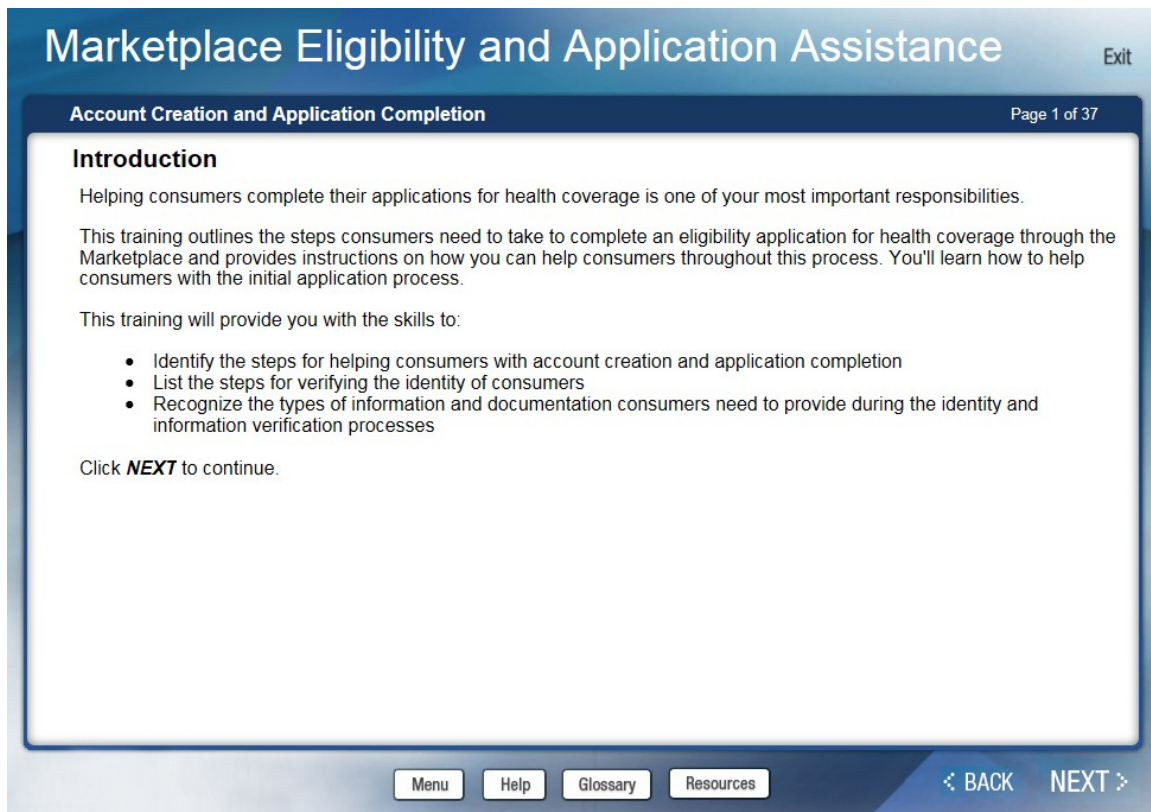 Marketplace Eligibility and Application Assistance
Exit
Account Creation and Application Completion
Page 1 of 37
Introduction
Helping consumers complete their applications for health coverage is one of your most important responsibilities.
This training outlines the steps consumers need to take to complete an eligibility application for health coverage through the
Marketplace and provides instructions on how you can help consumers throughout this process. You'll learn how to help
consumers with the initial application process.
This training will provide you with the skills to:
• Identify the steps for helping consumers with account creation and application completion
• List the steps for verifying the identity of consumers
• Recognize the types of information and documentation consumers need to provide during the identity and
information verification processes
Click NEXT to continue.
Menu
Help
Glossary
Resources
< BACK
NEXT >